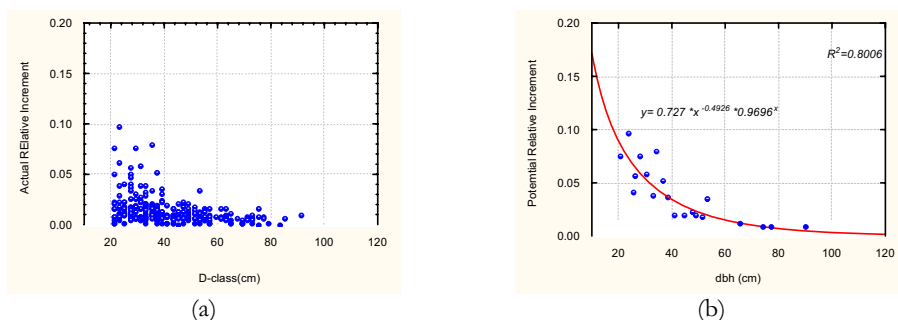 Actual RElative Increment
0.20
0.15
0.10
0.05
0.00
20
40
60
80
100
120
D-class(cm)
(a)
Potential Relative Increment
0.20
0.15
0.10
0.05
0.00
R²=0.8006
y= 0.727 *x ^-0.4926 *0.9696^x
20
40
60
80
100
120
dbh (cm)
(b)